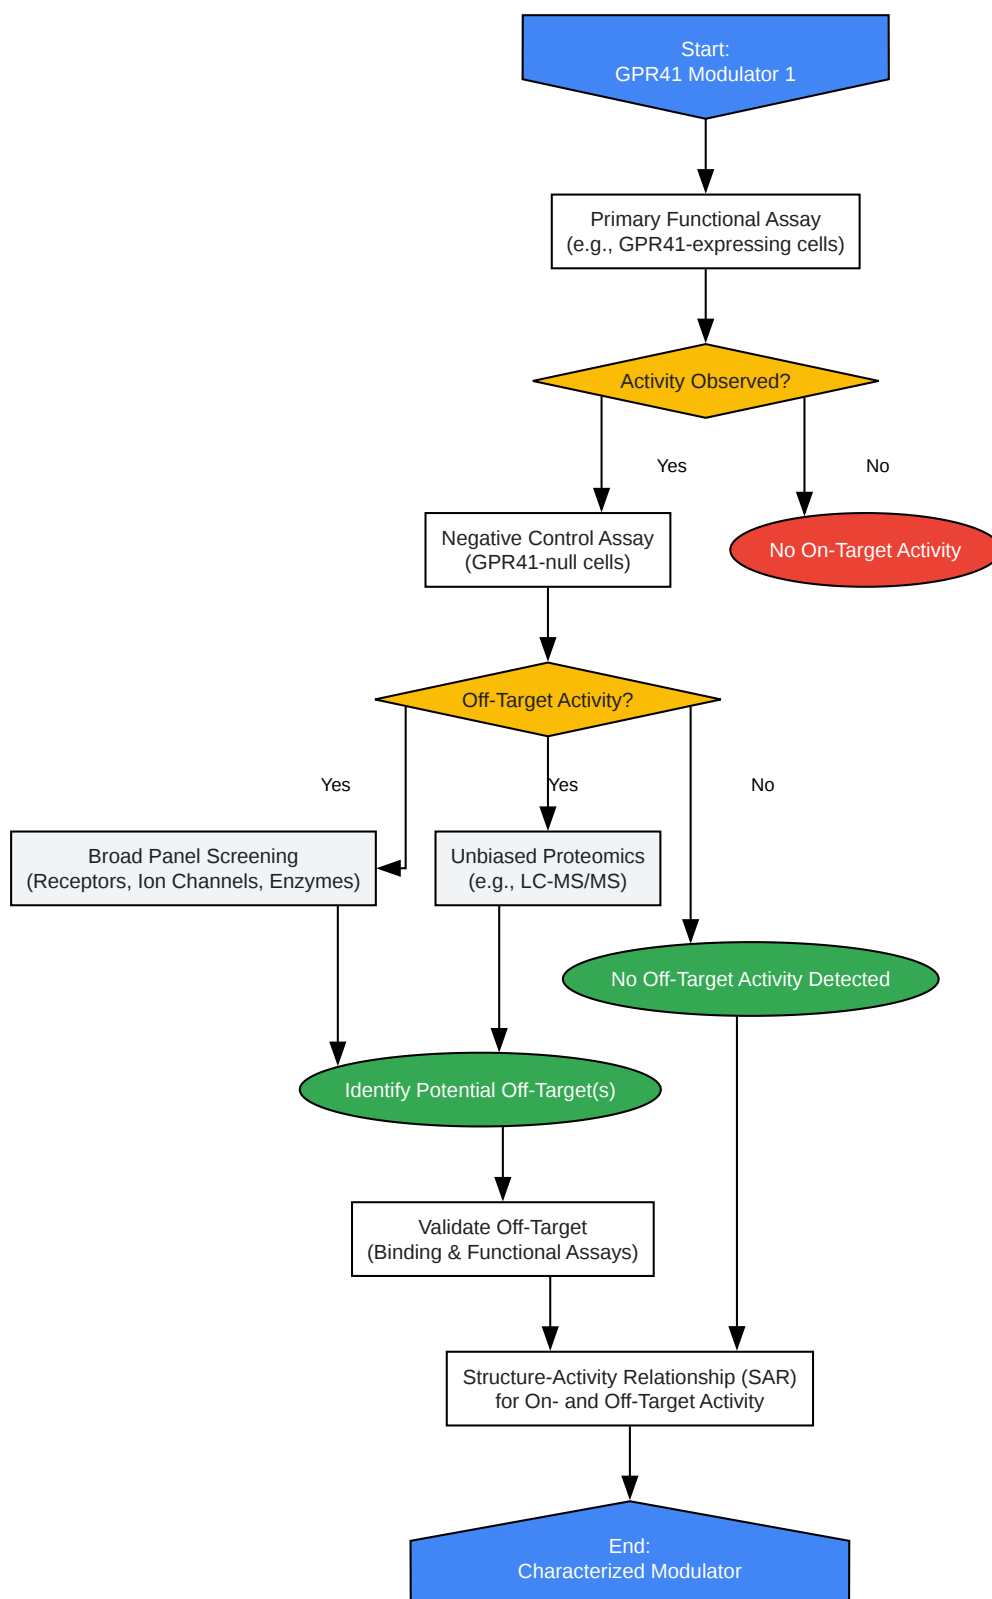 Start:
GPR41 Modulator 1
Primary Functional Assay
(e.g., GPR41-expressing cells)
Activity Observed?
Yes
No
Negative Control Assay
(GPR41-null cells)
No On-Target Activity
Off-Target Activity?
Yes
Yes
No
Broad Panel Screening
(Receptors, Ion Channels, Enzymes)
Unbiased Proteomics
(e.g., LC-MS/MS)
No Off-Target Activity Detected
Identify Potential Off-Target(s)
Validate Off-Target
(Binding & Functional Assays)
Structure-Activity Relationship (SAR)
for On- and Off-Target Activity
End:
Characterized Modulator